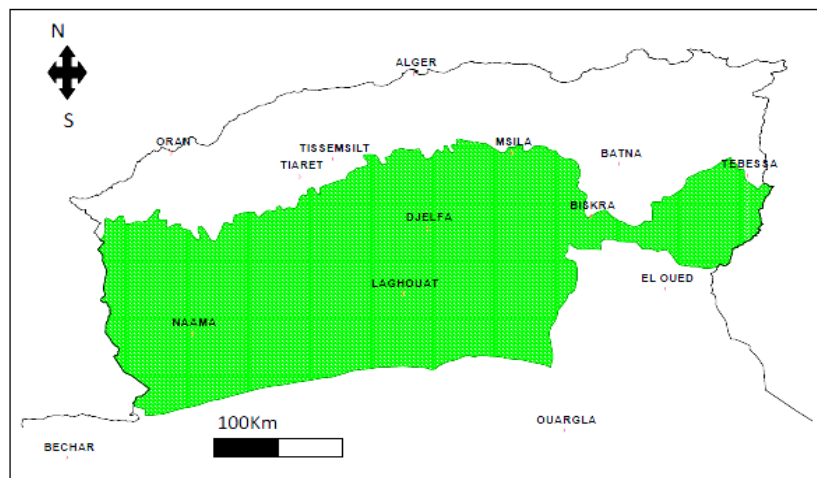 N
ALGER
S
ORAN
TISSEMSILT
MSILA
BATNA
TIARET
TEBESSA
BISKRA
DJELFA
EL OUED
LAGHOUAT
NAAMA
100Km
OUARGLA
BECHAR